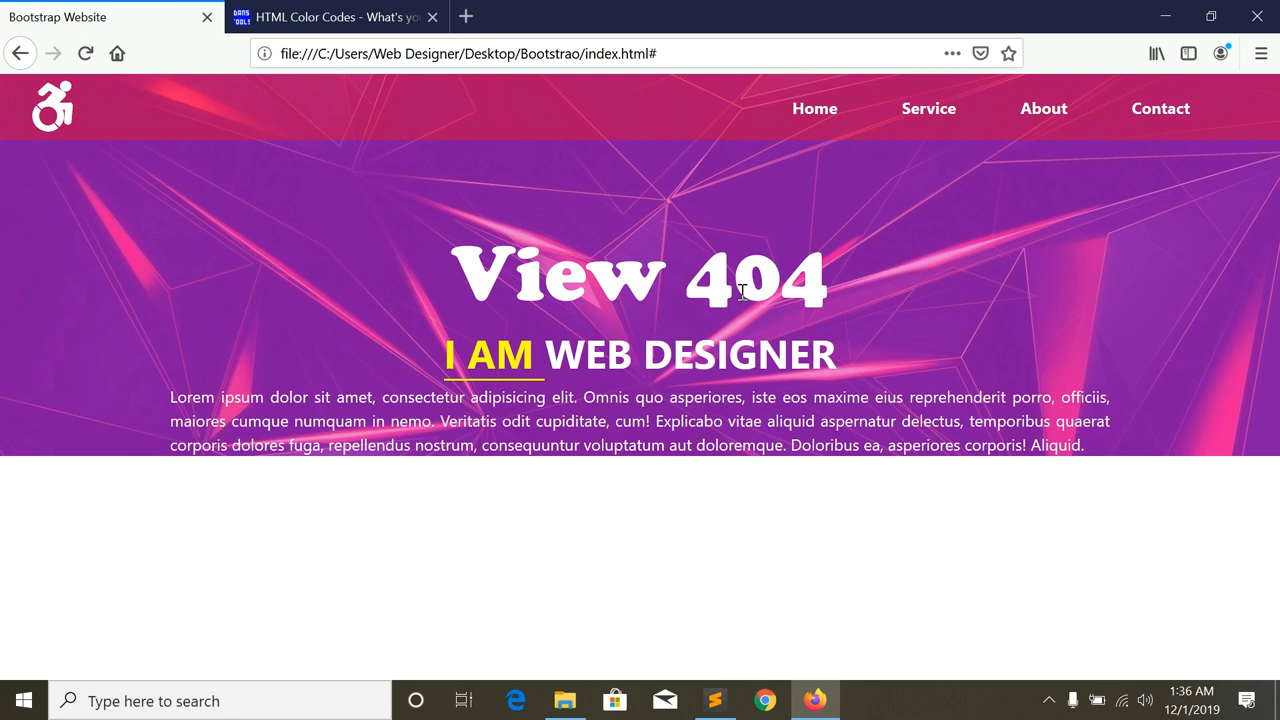 Bootstrap Website
HTML Color Codes - What's yo
file:///C:/Users/Web Designer/Desktop/Bootstrao/index.html#
Home Service About Contact
View 404
I AM WEB DESIGNER
Lorem ipsum dolor sit amet, consectetur adipisicing elit. Omnis quo asperiores, iste eos maxime eius reprehenderit porro, officiis,
maiores cumque numquam in nemo. Veritatis odit cupiditate, cum! Explicabo vitae aliquid aspernatur delectus, temporibus quaerat
corporis dolores fuga, repellendus nostrum, consequuntur voluptatum aut doloremque. Doloribus ea, asperiores corporis! Aliquid.
Type here to search
1:36 AM
12/1/2019